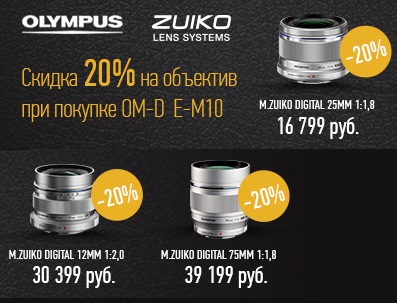 OLYMPUS
ZUIKO
LENS SYSTEMS
Скидка 20% на объектив
при покупке OM-D E-M10
-20%
M.ZUIKO DIGITAL 25MM 1:1,8
16 799 руб.
-20%
M.ZUIKO DIGITAL 12MM 1:2,0
30 399 руб.
-20%
M.ZUIKO DIGITAL 75MM 1:1,8
39 199 руб.